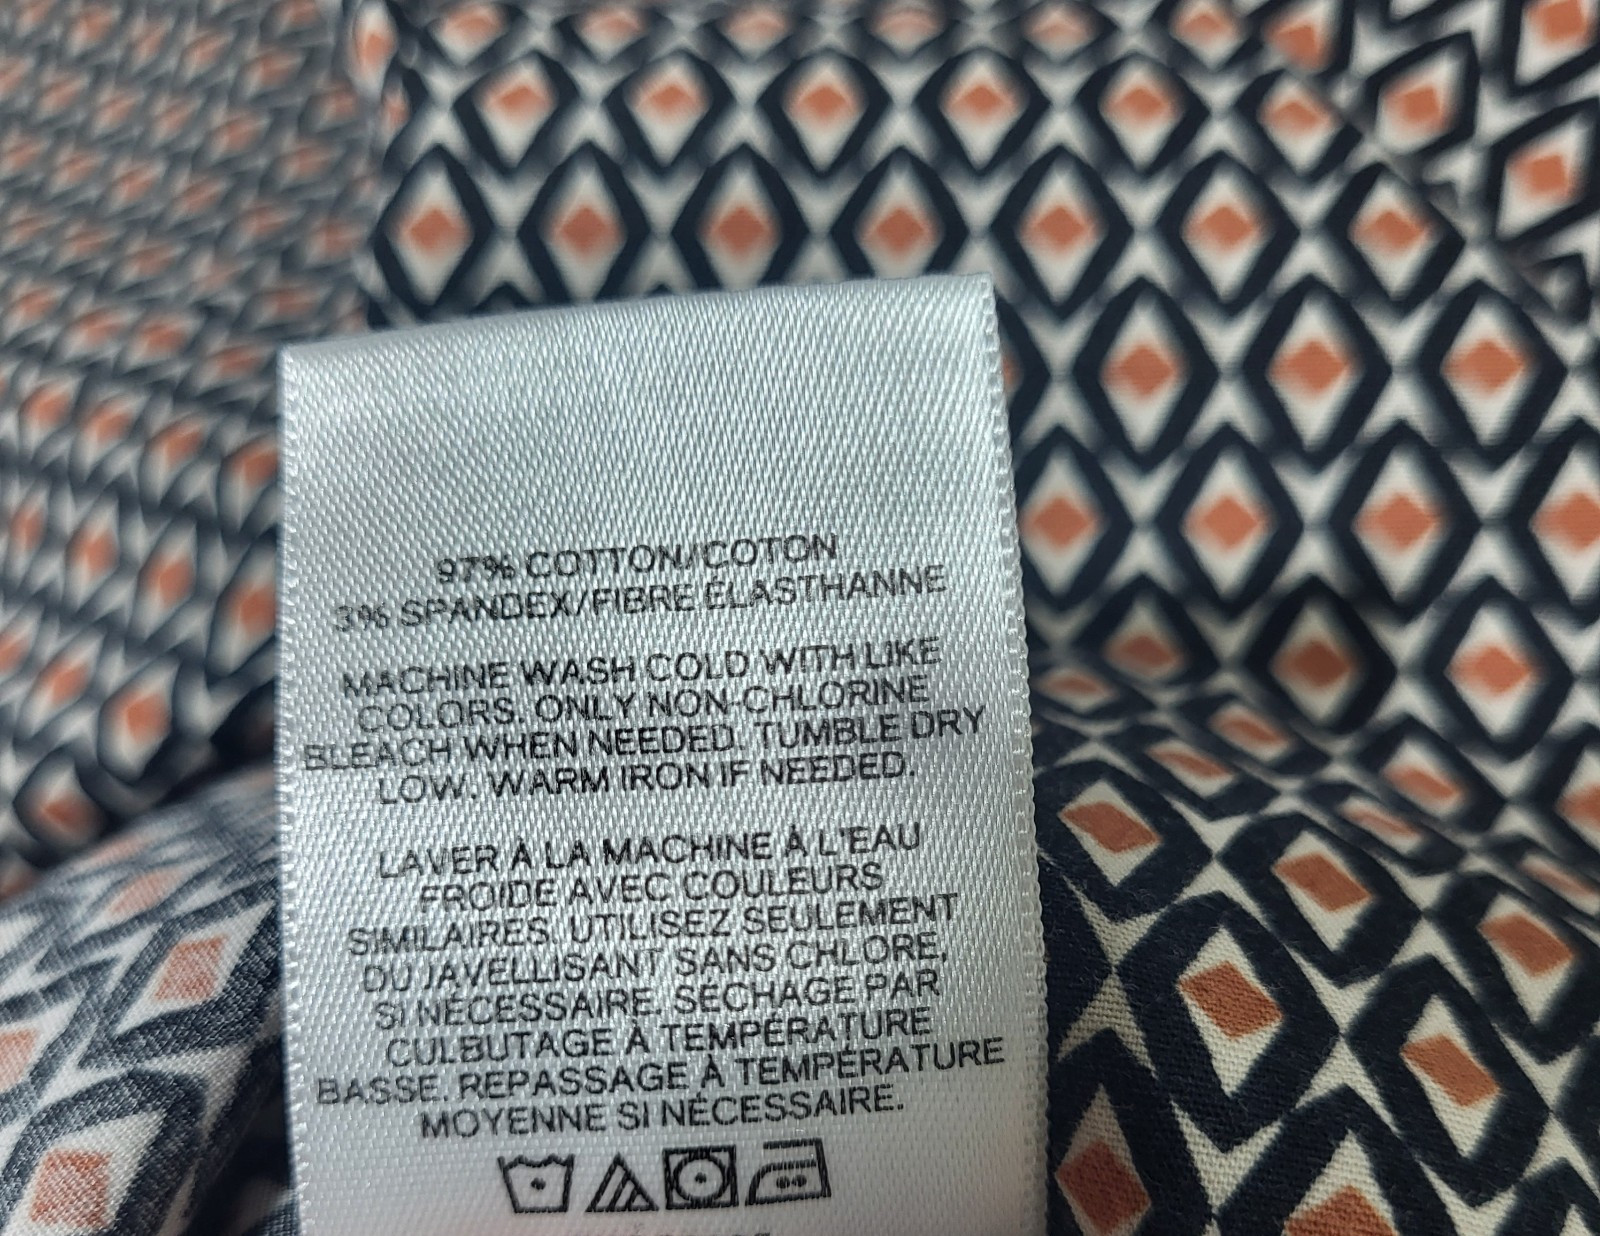 97% COTTON/COTON
3% SPANDEX/FIBRE ÉLASTHANNE
MACHINE WASH COLD WITH LIKE
COLORS. ONLY NON-CHLORINE
BLEACH WHEN NEEDED. TUMBLE DRY
LOW. WARM IRON IF NEEDED.
LAVER À LA MACHINE À L'EAU
FROIDE AVEC COULEURS
SIMILAIRES. UTILISEZ SEULEMENT
DU JAVELLISANT SANS CHLORE,
SI NÉCESSAIRE. SÉCHAGE PAR
CULBUTAGE À TEMPÉRATURE
BASSE. REPASSAGE À TEMPÉRATURE
MOYENNE SI NÉCESSAIRE.